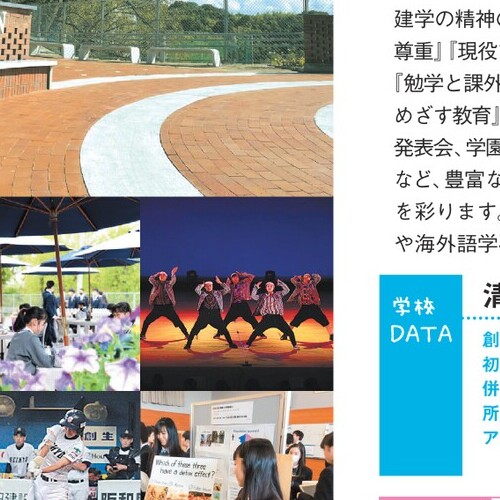 建学の精神の
尊重』『現役
『勉学と課外
めざす教育』
発表会、学園
など、豊富な
を彩ります。
や海外語学
学校
DATA
清
創
初
併
所
ア
Which of these three
have a detox effect?
創生
阪和